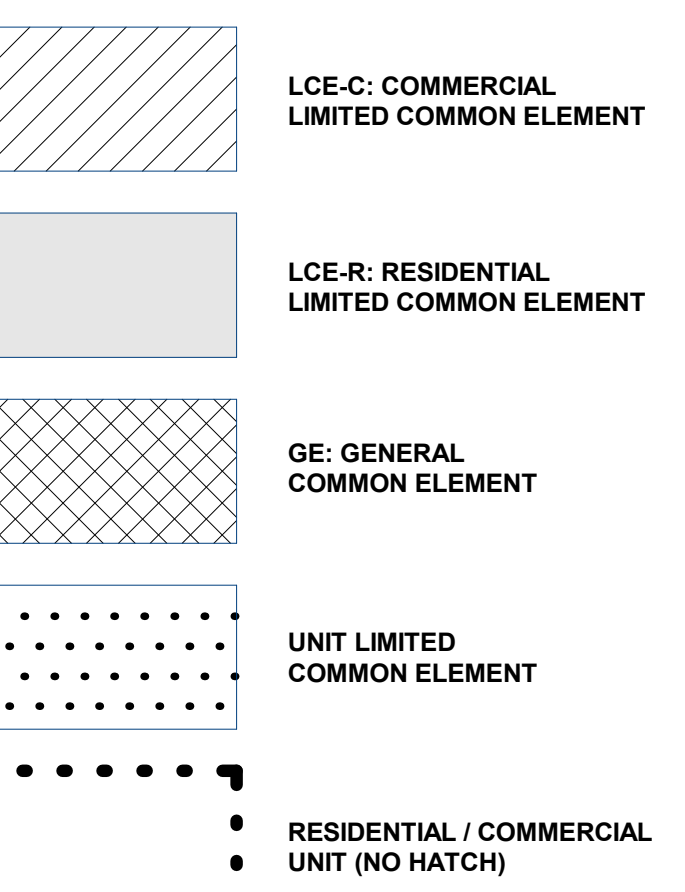 LCE-C: COMMERCIAL
LIMITED COMMON ELEMENT
LCE-R: RESIDENTIAL
LIMITED COMMON ELEMENT
GE: GENERAL
COMMON ELEMENT
UNIT LIMITED
COMMON ELEMENT
RESIDENTIAL / COMMERCIAL
UNIT (NO HATCH)